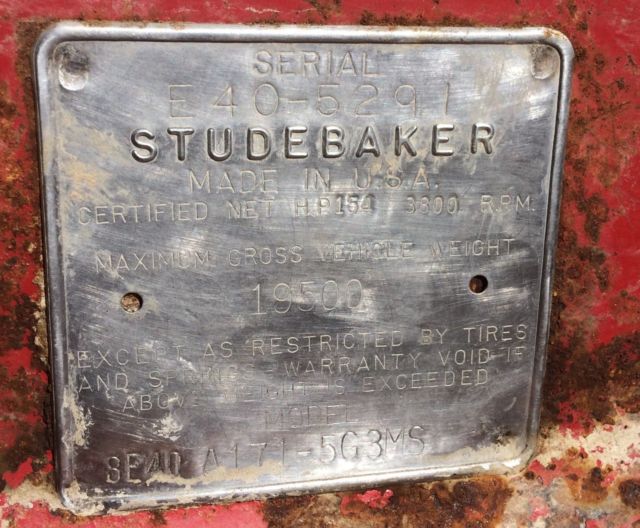 SERIAL
E40-5291
STUDEBAKER
MADE IN U.S.A.
CERTIFIED NET H.P. 154 3800 R.P.M.
MAXIMUM GROSS VEHICLE WEIGHT
19500
EXCEPT AS RESTRICTED BY TIRES
AND SPRINGS - WARRANTY VOID IF
ABOVE WEIGHT IS EXCEEDED
MODEL
8E40 A171-5G3MS